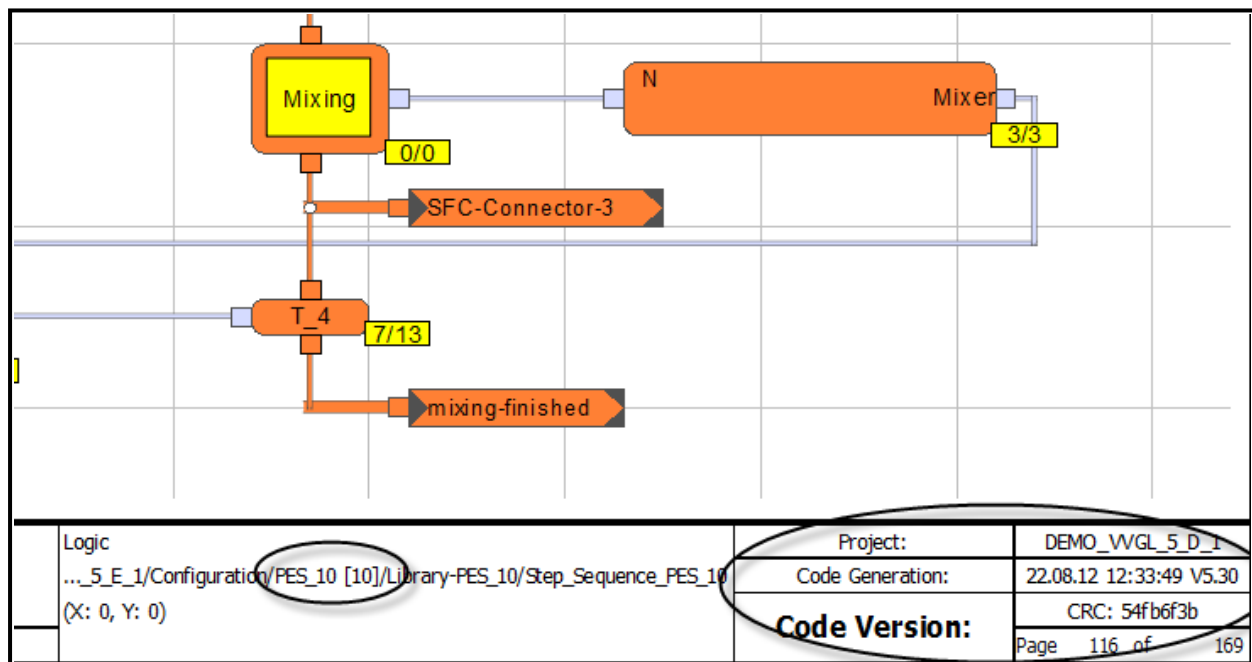 Mixing
N
Mixer
3/3
0/0
SFC-Connector-3
T_4
7/13
mixing-finished
Logic
..._5_E_1/Configuration/PES_10 [10]/Library-PES_10/Step_Sequence_PES_10
(X: 0, Y: 0)
Project: DEMO_VVGL_5_D_1
Code Generation: 22.08.12 12:33:49 V5.30
Code Version: CRC: 54fb6f3b
Page 116 of 169